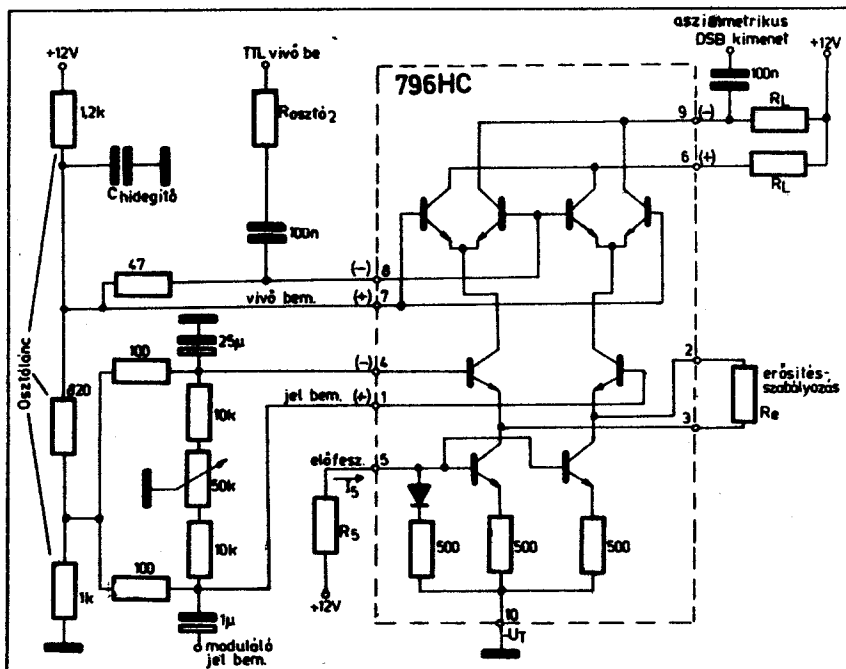 +12V
TTL vivő be
aszimmetrikus
DSB kimenet
+12V
796HC
100n
1,2k
Rosztó2
9 (-)
RL
6 (+)
RL
Chidegítő
100n
47
(-) 8
vivő bem.
(+) 7
25µ
Osztólánc
100
(-) 4
2
820
jel bem.
(+) 1
erősítés-
szabályozás
10k
3
Re
előfesz.
5
50k
I5
R5
500
500
500
10k
100
1k
+12V
1µ
10
-UT
moduláló
jel bem.